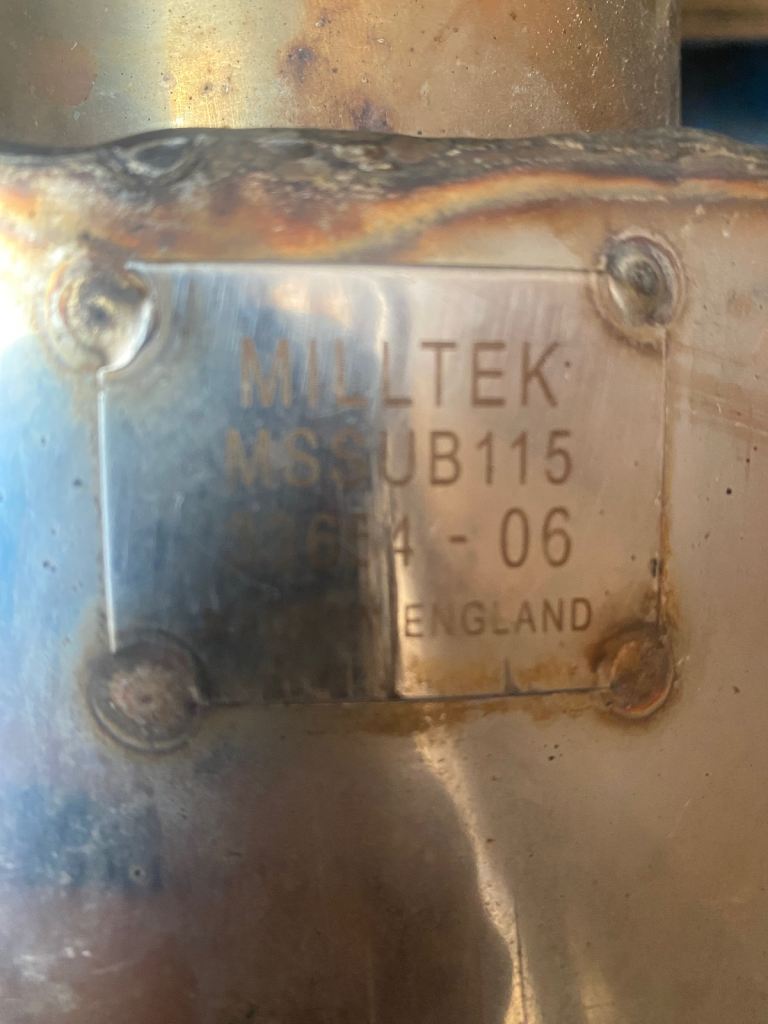 MILLTEK
MSSUB115
- 06
ENGLAND